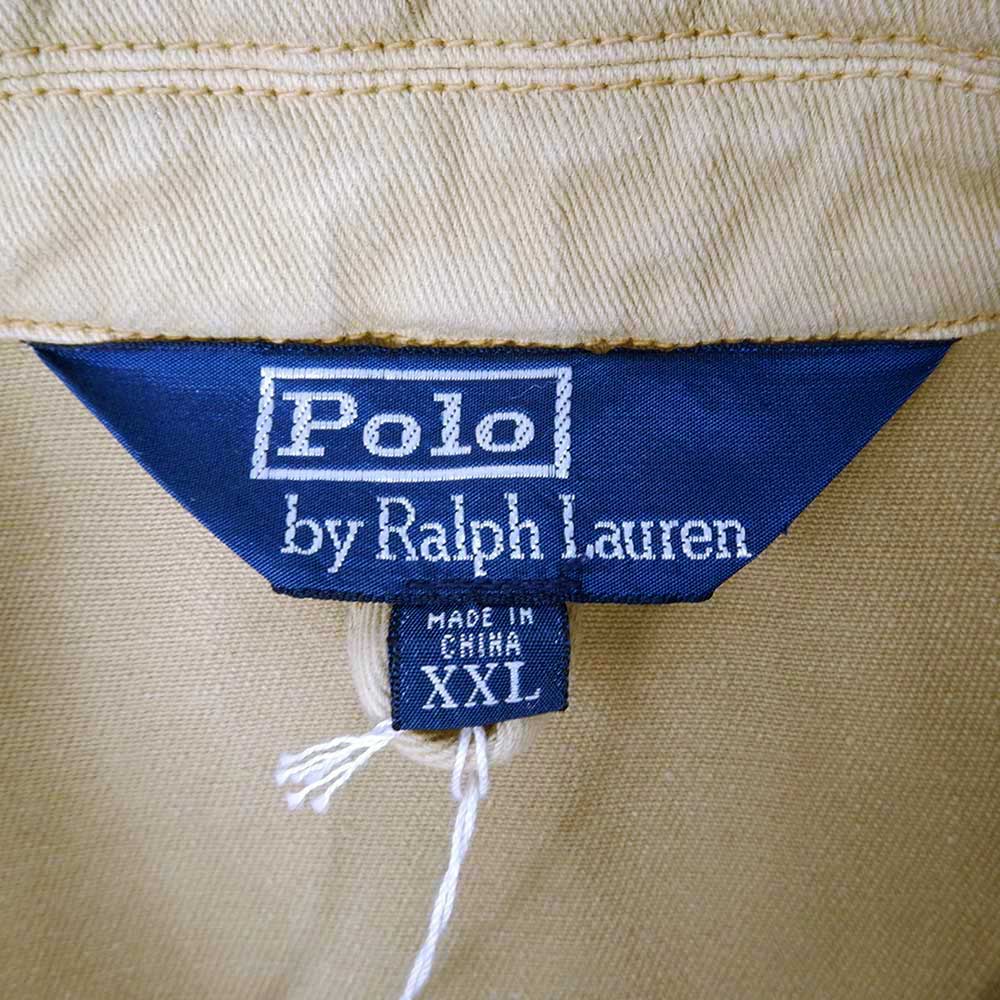 Polo
by Ralph Lauren
MADE IN
CHINA
XXL